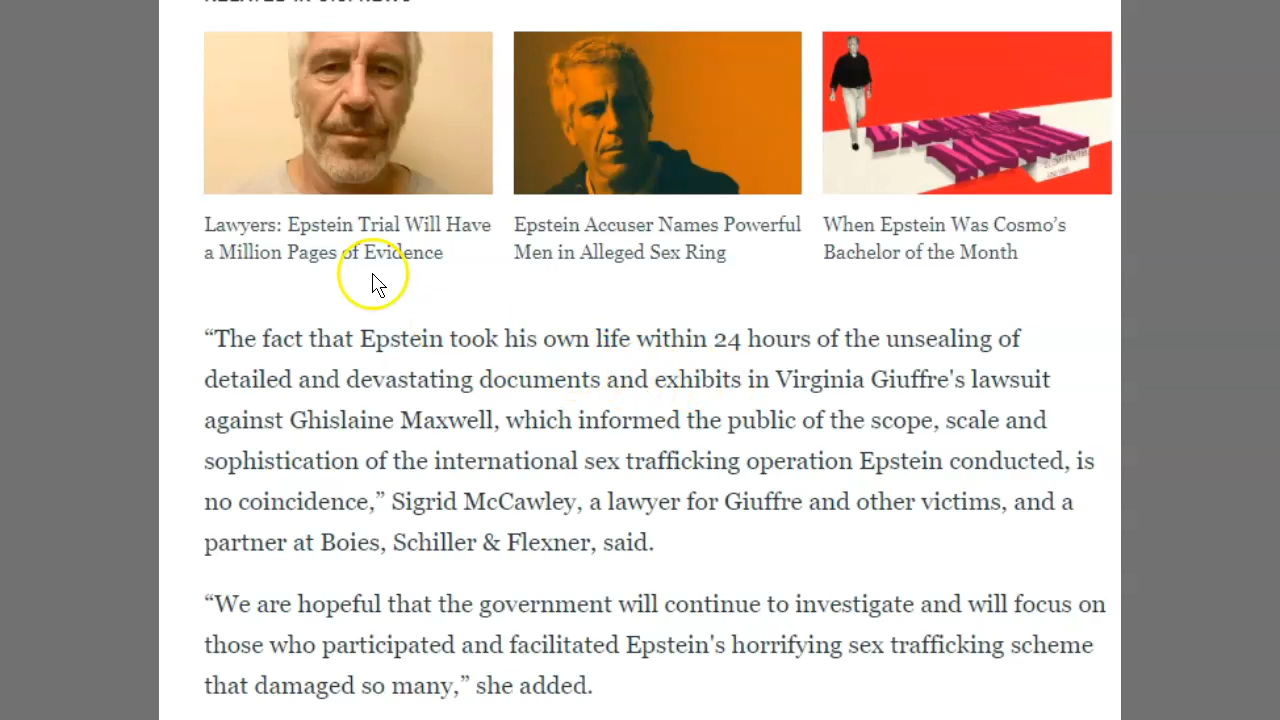 RELATED IN U.S. NEWS
Lawyers: Epstein Trial Will Have
a Million Pages of Evidence
Epstein Accuser Names Powerful
Men in Alleged Sex Ring
When Epstein Was Cosmo’s
Bachelor of the Month
“The fact that Epstein took his own life within 24 hours of the unsealing of
detailed and devastating documents and exhibits in Virginia Giuffre's lawsuit
against Ghislaine Maxwell, which informed the public of the scope, scale and
sophistication of the international sex trafficking operation Epstein conducted, is
no coincidence,” Sigrid McCawley, a lawyer for Giuffre and other victims, and a
partner at Boies, Schiller & Flexner, said.
“We are hopeful that the government will continue to investigate and will focus on
those who participated and facilitated Epstein's horrifying sex trafficking scheme
that damaged so many,” she added.